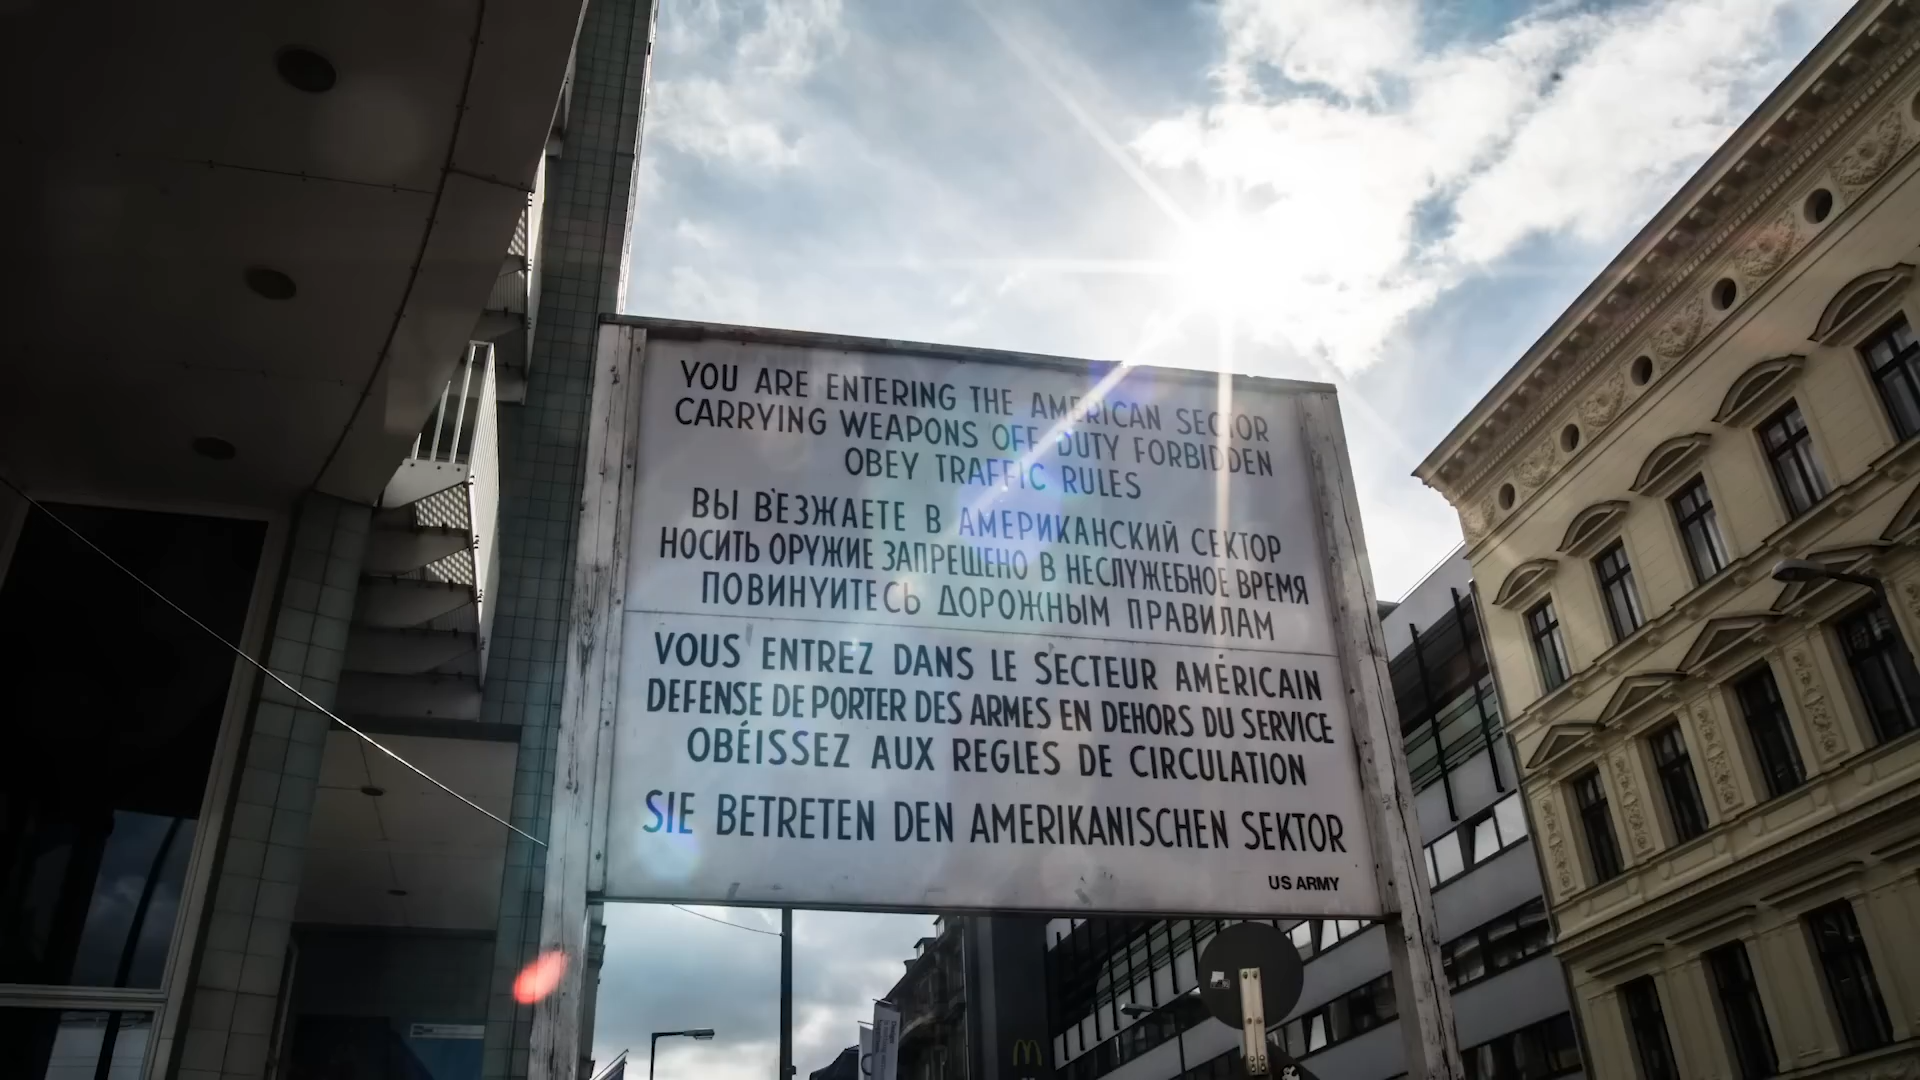 YOU ARE ENTERING THE AMERICAN SECTOR
CARRYING WEAPONS OFF DUTY FORBIDDEN
OBEY TRAFFIC RULES
ВЫ ВЪЕЗЖАЕТЕ В АМЕРИКАНСКИЙ СЕКТОР
НОСИТЬ ОРУЖИЕ ЗАПРЕЩЕНО В НЕСЛУЖЕБНОЕ ВРЕМЯ
ПОВИНУИТЕСЬ ДОРОЖНЫМ ПРАВИЛАМ
VOUS ENTREZ DANS LE SECTEUR AMÉRICAIN
DEFENSE DE PORTER DES ARMES EN DEHORS DU SERVICE
OBÉISSEZ AUX REGLES DE CIRCULATION
SIE BETRETEN DEN AMERIKANISCHEN SEKTOR
US ARMY